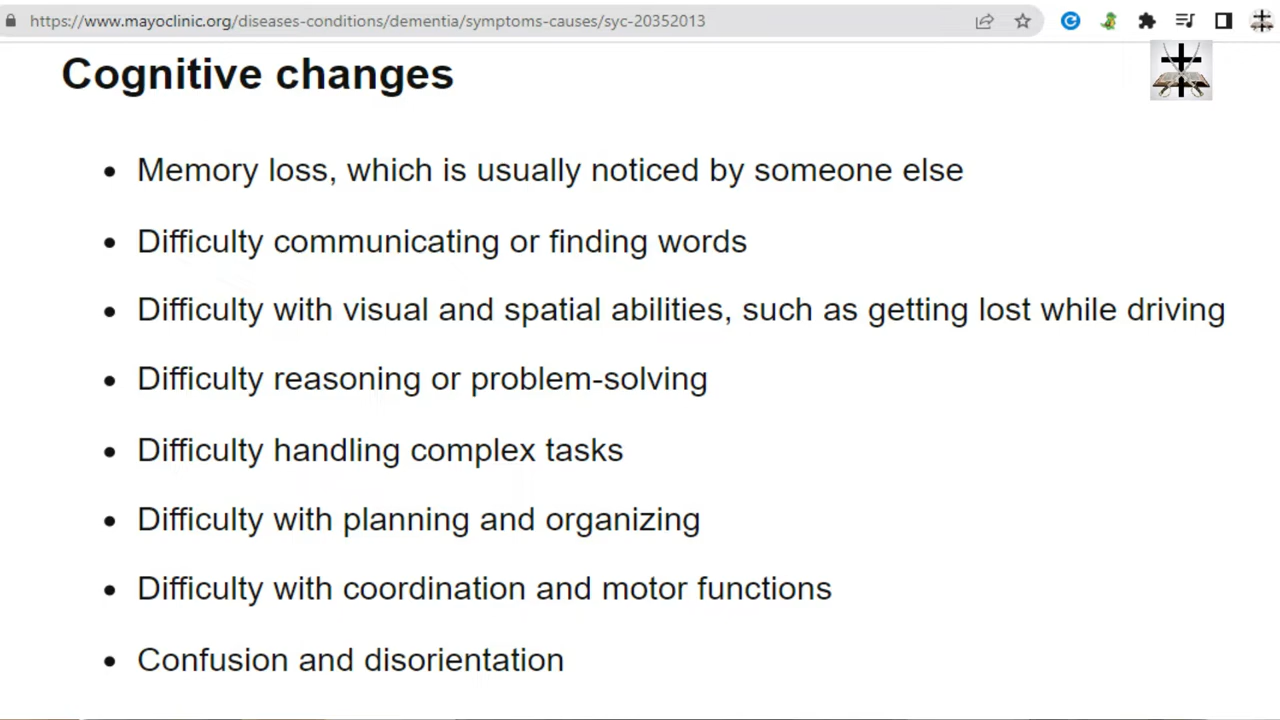 https://www.mayoclinic.org/diseases-conditions/dementia/symptoms-causes/syc-20352013
Cognitive changes
• Memory loss, which is usually noticed by someone else
• Difficulty communicating or finding words
• Difficulty with visual and spatial abilities, such as getting lost while driving
• Difficulty reasoning or problem-solving
• Difficulty handling complex tasks
• Difficulty with planning and organizing
• Difficulty with coordination and motor functions
• Confusion and disorientation